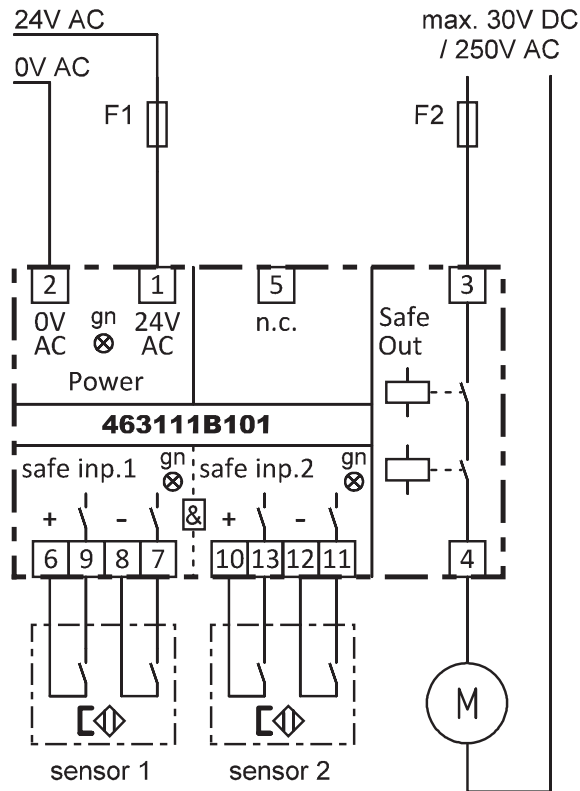 24V AC
0V AC
max. 30V DC
/ 250V AC
F1
F2
2
1
5
3
0V
AC
gn
24V
AC
n.c.
Safe
Out
Power
463111B101
safe inp.1
gn
safe inp.2
gn
+
-
&
+
-
6 9 8 7
10 13 12 11
4
M
sensor 1
sensor 2